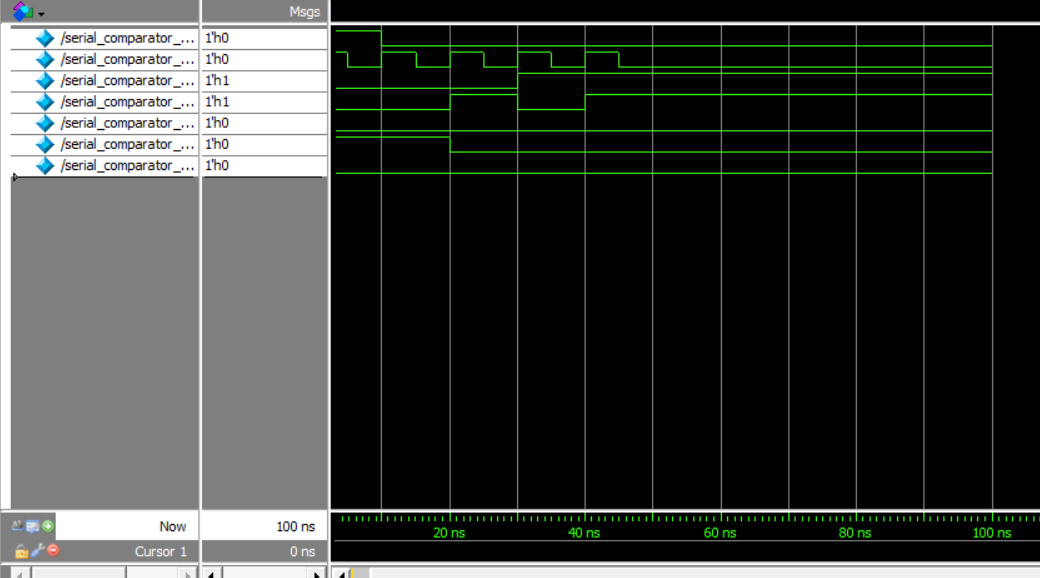 Msgs
/serial_comparator_... 1'h0
/serial_comparator_... 1'h0
/serial_comparator_... 1'h1
/serial_comparator_... 1'h1
/serial_comparator_... 1'h0
/serial_comparator_... 1'h0
/serial_comparator_... 1'h0
Now 100 ns 20 ns 40 ns 60 ns 80 ns 100 ns
Cursor 1 0 ns